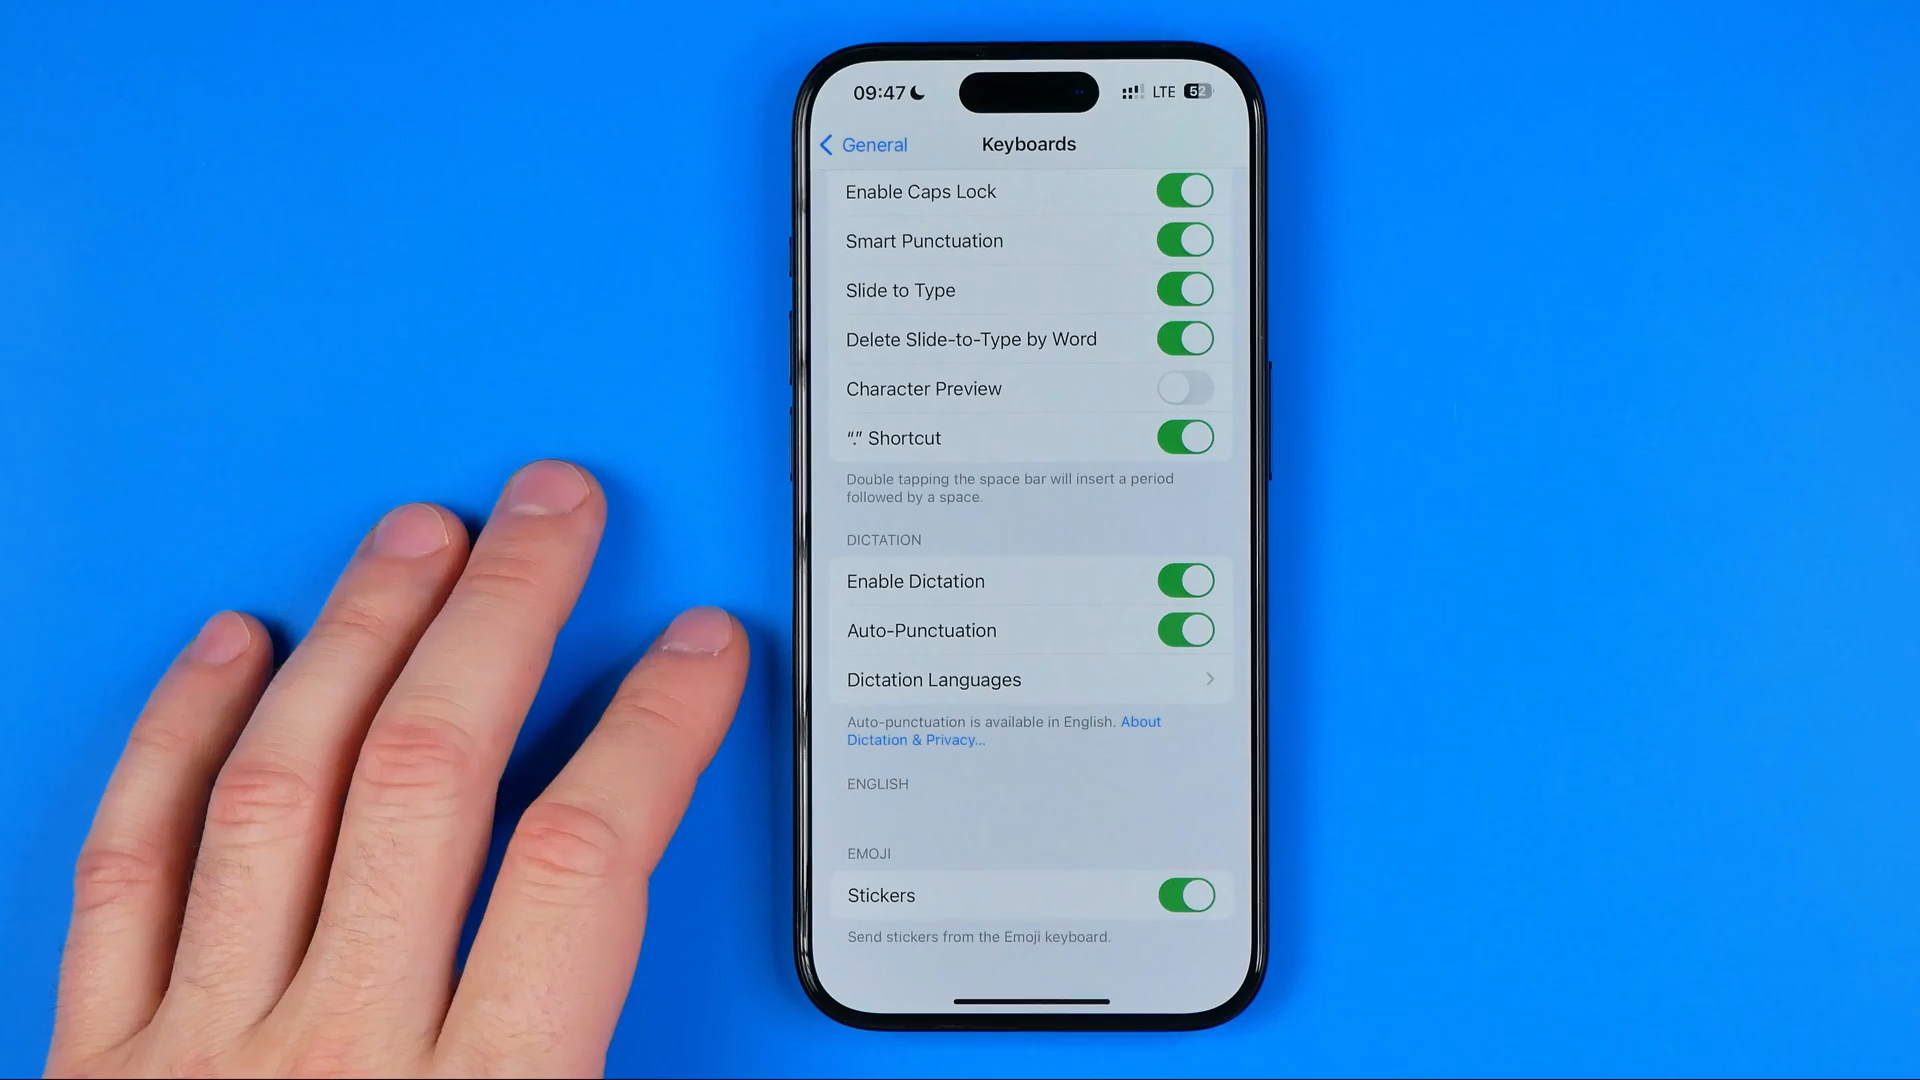 09:47
LTE
52
General
Keyboards
Enable Caps Lock
Smart Punctuation
Slide to Type
Delete Slide-to-Type by Word
Character Preview
“.” Shortcut
Double tapping the space bar will insert a period
followed by a space.
DICTATION
Enable Dictation
Auto-Punctuation
Dictation Languages
Auto-punctuation is available in English. About
Dictation & Privacy...
ENGLISH
EMOJI
Stickers
Send stickers from the Emoji keyboard.